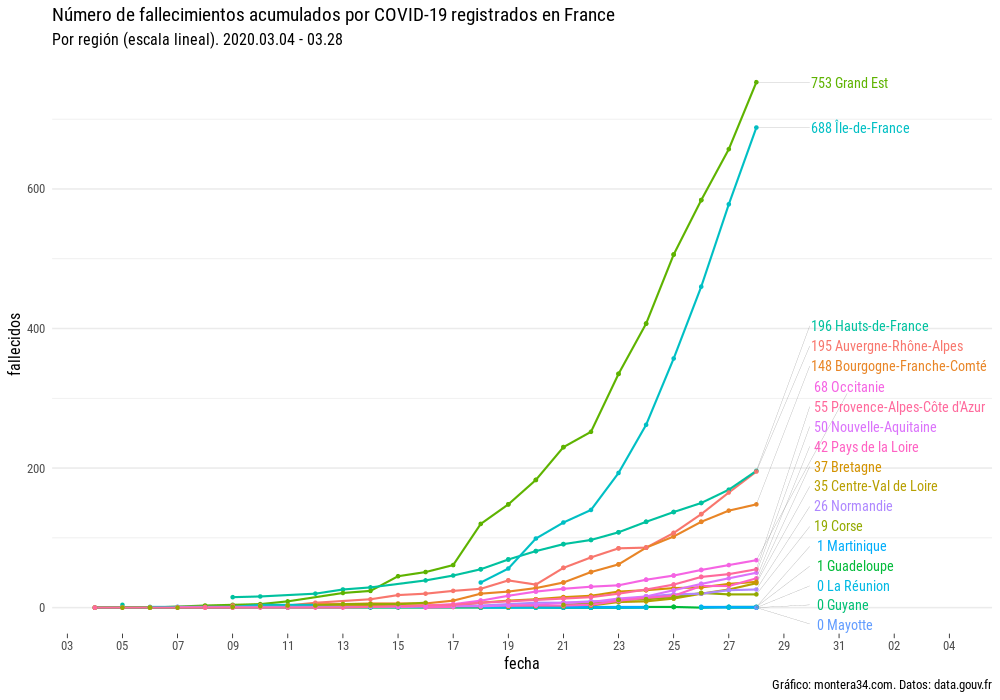 Número de fallecimientos acumulados por COVID-19 registrados en France
Por región (escala lineal). 2020.03.04 - 03.28
fallecidos
600
400
200
0
753 Grand Est
688 Île-de-France
196 Hauts-de-France
195 Auvergne-Rhône-Alpes
148 Bourgogne-Franche-Comté
68 Occitanie
55 Provence-Alpes-Côte d'Azur
50 Nouvelle-Aquitaine
42 Pays de la Loire
37 Bretagne
35 Centre-Val de Loire
26 Normandie
19 Corse
1 Martinique
1 Guadeloupe
0 La Réunion
0 Guyane
0 Mayotte
03 05 07 09 11 13 15 17 19 21 23 25 27 29 31 02 04
fecha
Gráfico: montera34.com. Datos: data.gouv.fr